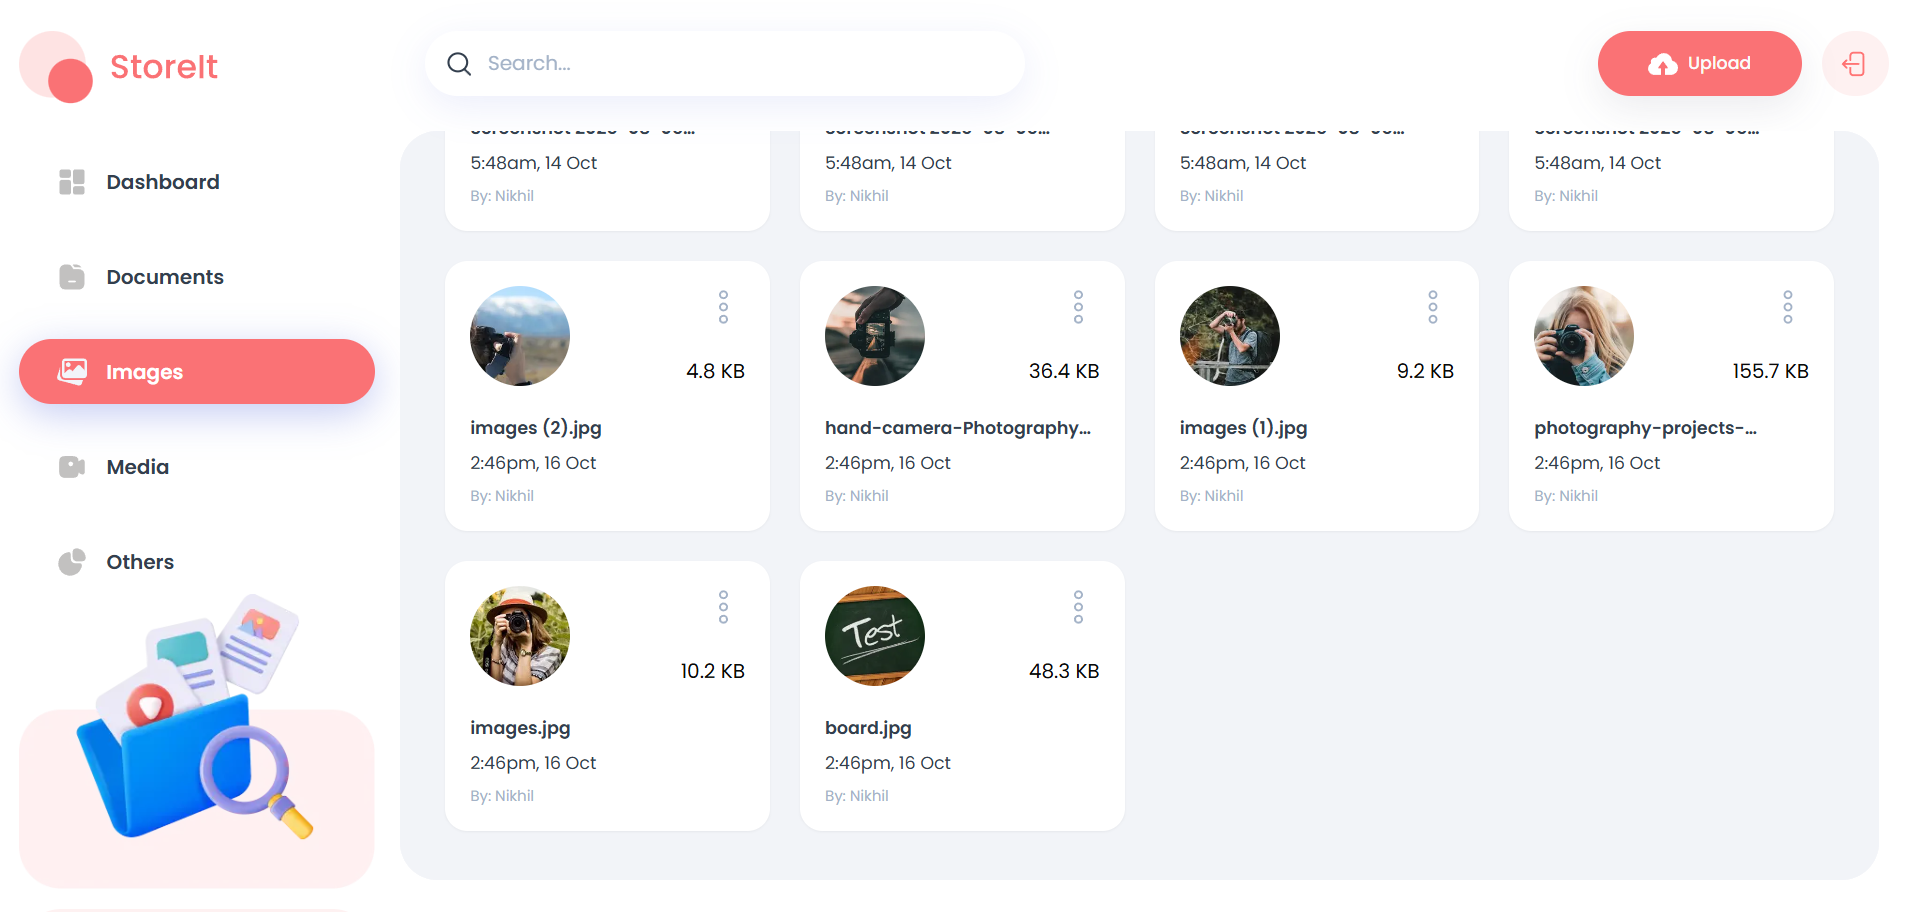 StoreIt
Search...
Upload
Dashboard
Documents
Images
Media
Others
5:48am, 14 Oct
By: Nikhil
5:48am, 14 Oct
By: Nikhil
5:48am, 14 Oct
By: Nikhil
5:48am, 14 Oct
By: Nikhil
4.8 KB
images (2).jpg
2:46pm, 16 Oct
By: Nikhil
36.4 KB
hand-camera-Photography...
2:46pm, 16 Oct
By: Nikhil
9.2 KB
images (1).jpg
2:46pm, 16 Oct
By: Nikhil
155.7 KB
photography-projects-...
2:46pm, 16 Oct
By: Nikhil
10.2 KB
images.jpg
2:46pm, 16 Oct
By: Nikhil
Test
48.3 KB
board.jpg
2:46pm, 16 Oct
By: Nikhil